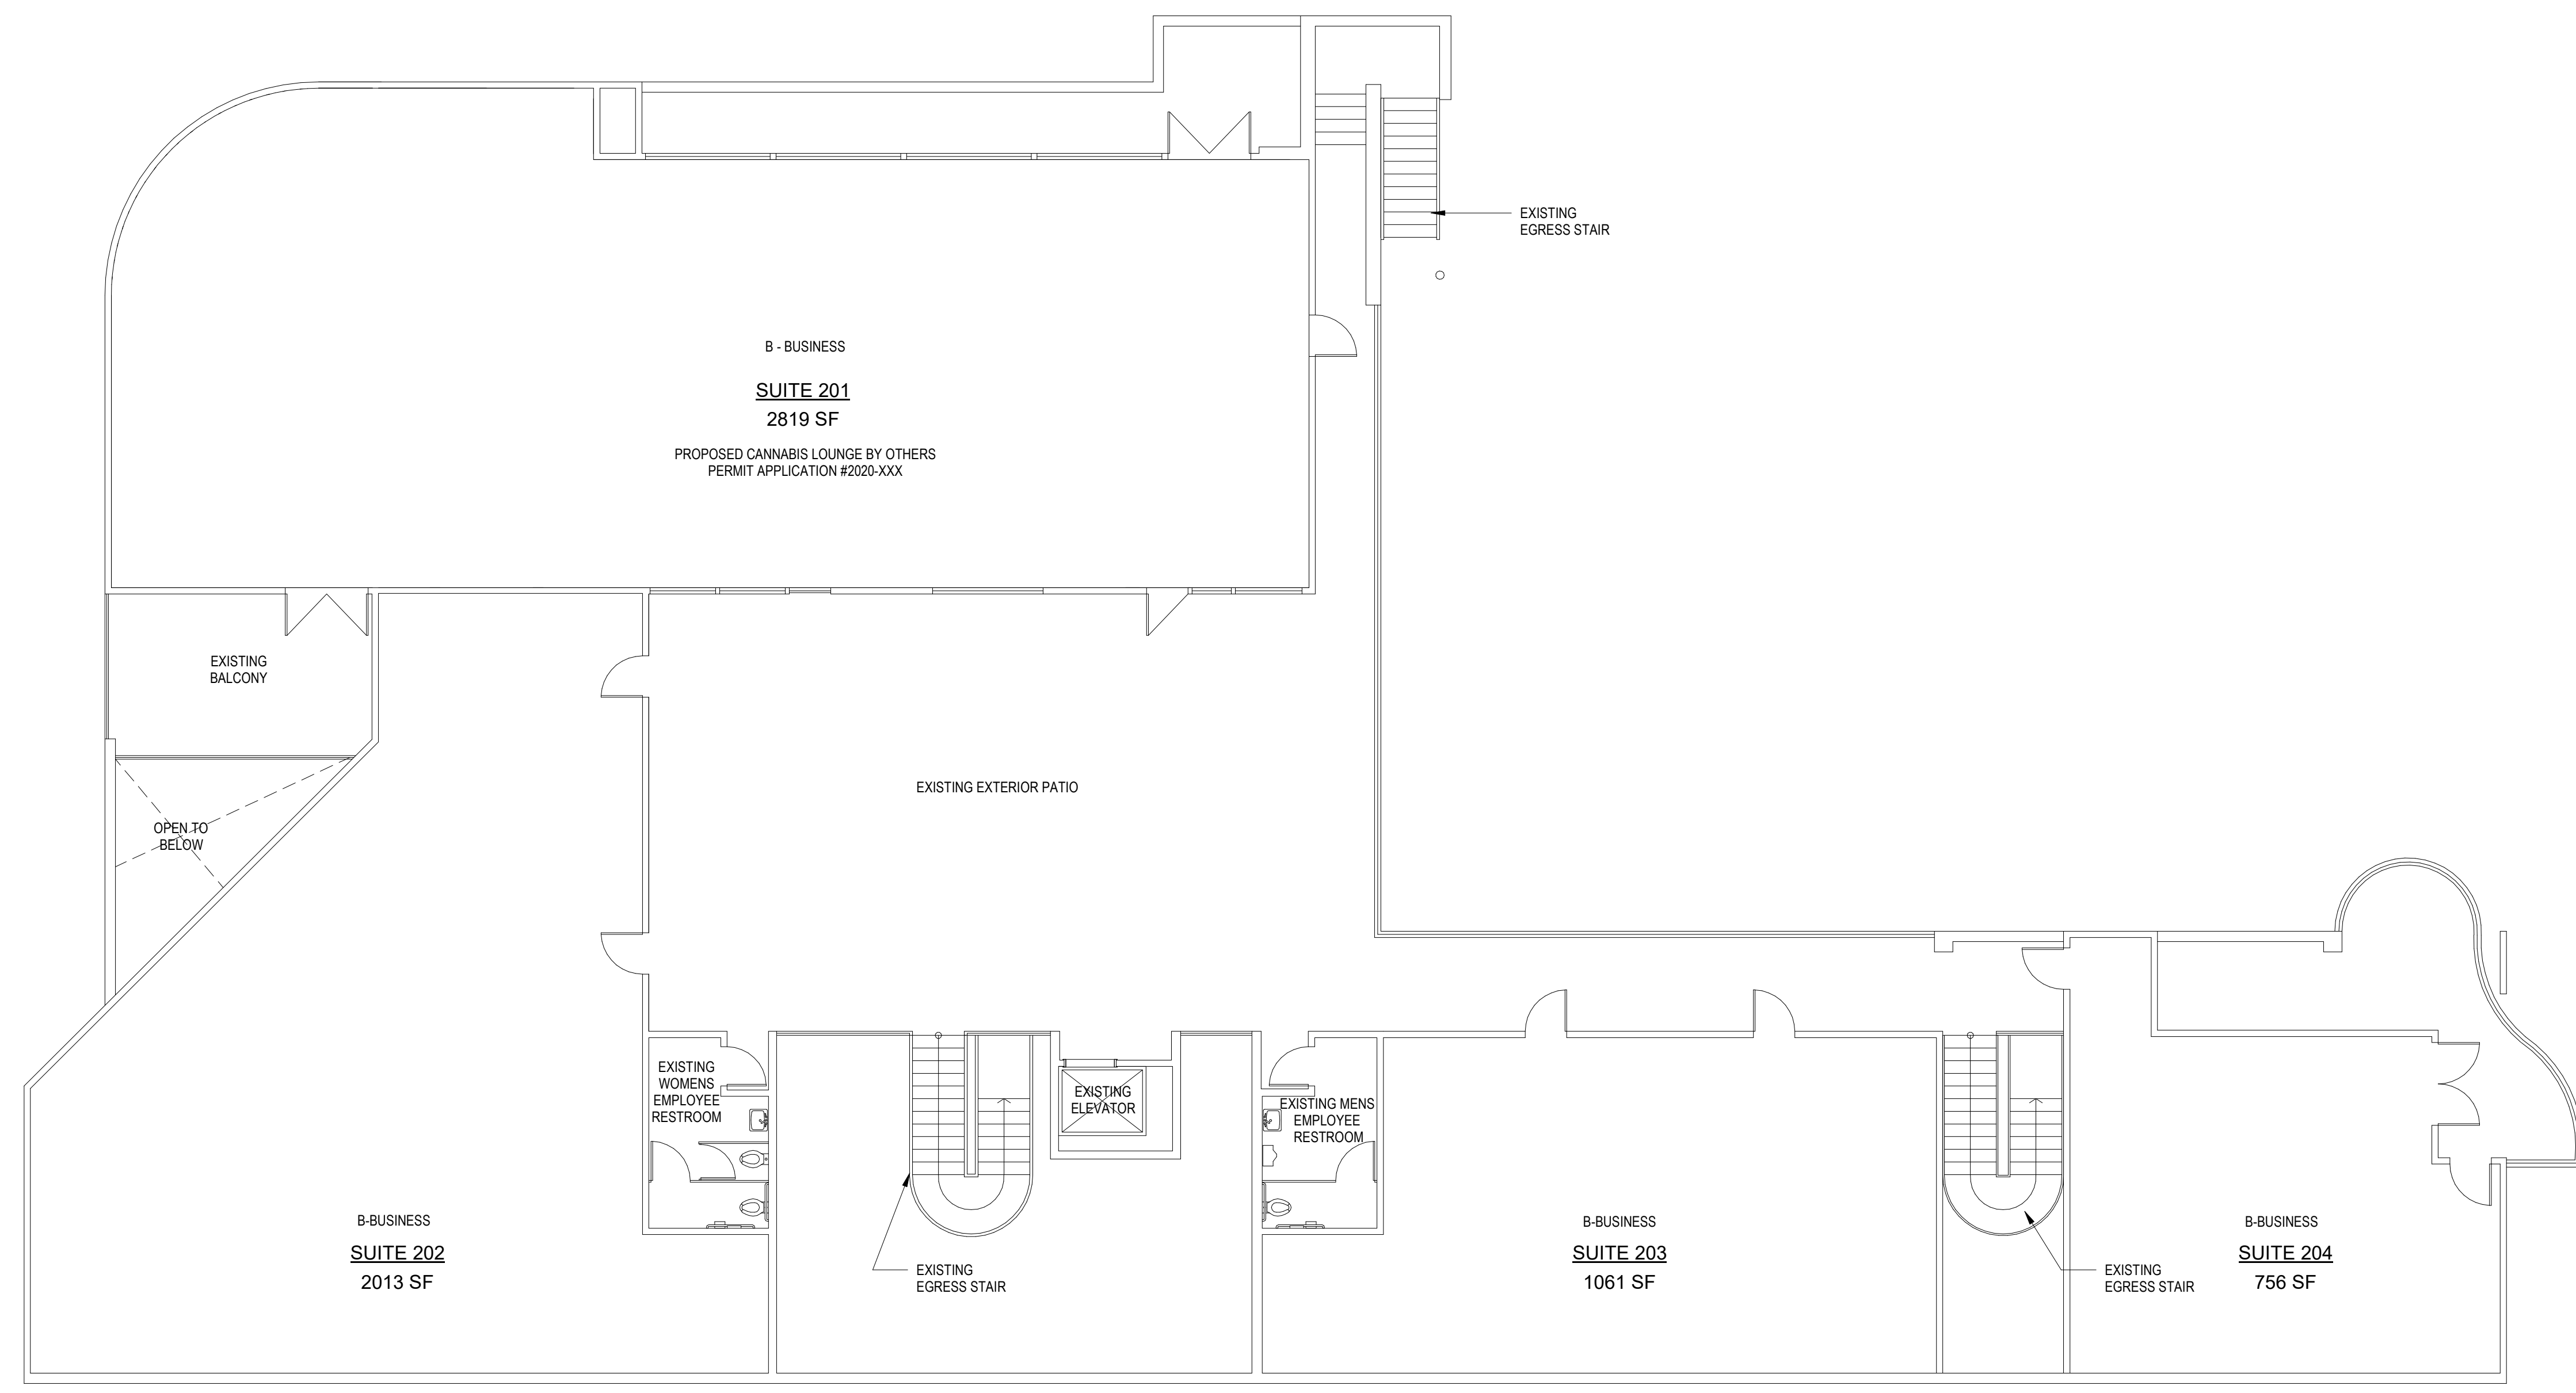 EXISTING
EGRESS STAIR
B - BUSINESS
SUITE 201
2819 SF
PROPOSED CANNABIS LOUNGE BY OTHERS
PERMIT APPLICATION #2020-XXX
EXISTING
BALCONY
EXISTING EXTERIOR PATIO
OPEN TO
BELOW
EXISTING
WOMENS
EMPLOYEE
RESTROOM
EXISTING
ELEVATOR
EXISTING MENS
EMPLOYEE
RESTROOM
B-BUSINESS
SUITE 202
2013 SF
EXISTING
EGRESS STAIR
B-BUSINESS
SUITE 203
1061 SF
EXISTING
EGRESS STAIR
B-BUSINESS
SUITE 204
756 SF